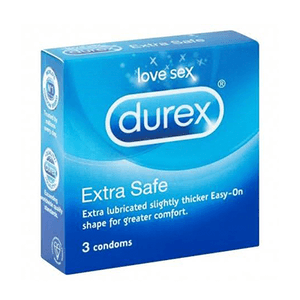 love sex
durex®
Extra Safe
Extra lubricated slightly thicker Easy-On
shape for greater comfort.
3 condoms